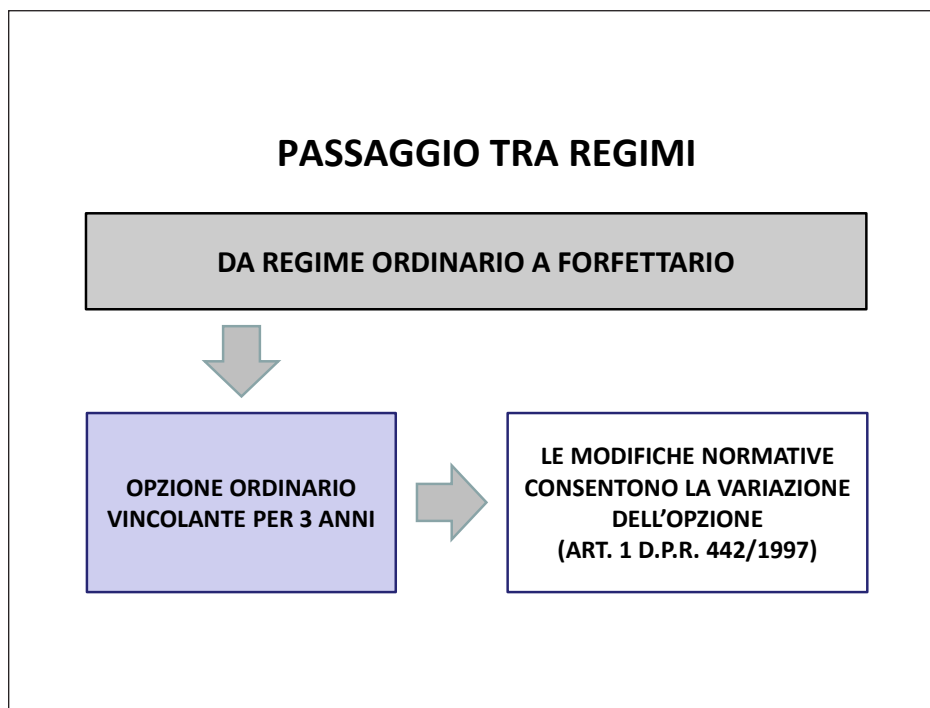 PASSAGGIO TRA REGIMI
DA REGIME ORDINARIO A FORFETTARIO
OPZIONE ORDINARIO
VINCOLANTE PER 3 ANNI
LE MODIFICHE NORMATIVE
CONSENTONO LA VARIAZIONE
DELL’OPZIONE
(ART. 1 D.P.R. 442/1997)